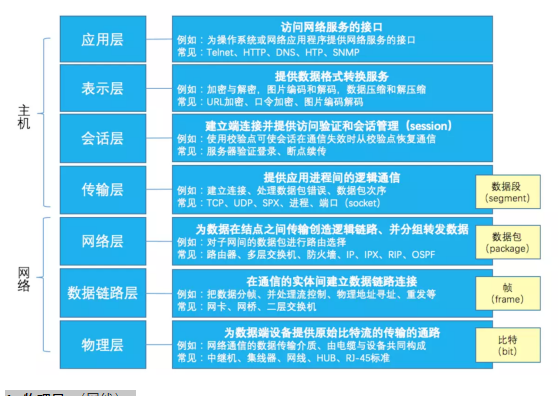 应用层
访问网络服务的接口
例如：为操作系统或网络应用程序提供网络服务的接口
常见：Telnet、HTTP、DNS、HTP、SNMP
表示层
提供数据格式转换服务
例如：加密与解密，图片编码和解码，数据压缩和解压缩
常见：URL加密、口令加密、图片编码解码
主机
会话层
建立端连接并提供访问验证和会话管理（session）
例如：使用校验点可使会话在通信失效时从校验点恢复通信
常见：服务器验证登录、断点续传
传输层
提供应用进程间的逻辑通信
例如：建立连接、处理数据包错误、数据包次序
常见：TCP、UDP、SPX、进程、端口（socket）
数据段
（segment）
网络层
为数据在结点之间传输创造逻辑链路、并分组转发数据
例如：对子网间的数据包进行路由选择
常见：路由器、多层交换机、防火墙、IP、IPX、RIP、OSPF
数据包
（package）
网络
数据链路层
在通信的实体间建立数据链路连接
例如：把数据分帧、并处理流控制、物理地址寻址、重发等
常见：网卡、网桥、二层交换机
帧
（frame）
物理层
为数据端设备提供原始比特流的传输的通路
例如：网络通信的数据传输介质、由电缆与设备共同构成
常见：中继机、集线器、网线、HUB、RJ-45标准
比特
（bit）